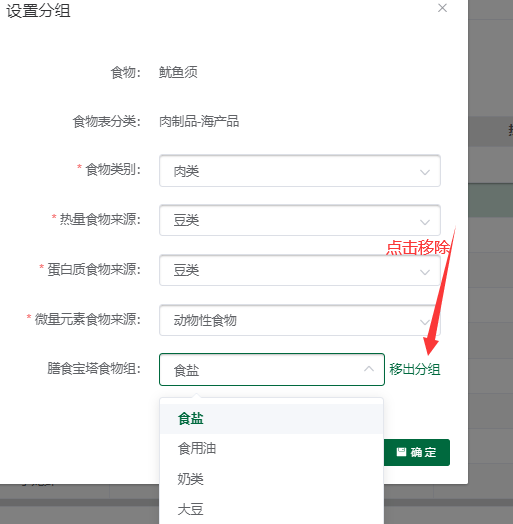 设置分组
食物： 鱿鱼须
食物表分类： 肉制品-海产品
* 食物类别： 肉类
* 热量食物来源： 豆类
点击移除
* 蛋白质食物来源： 豆类
* 微量元素食物来源： 动物性食物
膳食宝塔食物组： 食盐 移出分组
食盐
食用油
确定
奶类
大豆